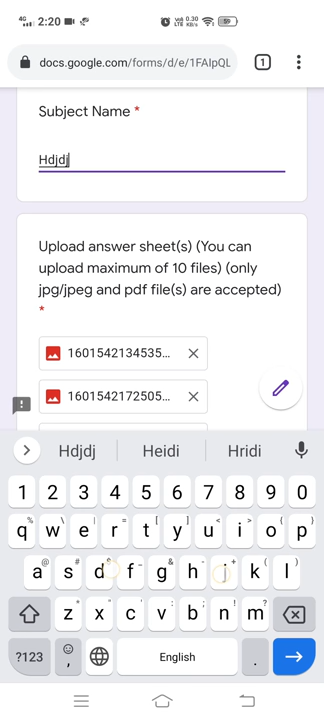 4G 2:20 Vo) LTE 0.30 KB/s 59
docs.google.com/forms/d/e/1FAIpQL 1
Subject Name *
Hdjdj
Upload answer sheet(s) (You can
upload maximum of 10 files) (only
jpg/jpeg and pdf file(s) are accepted)
*
1601542134535...
1601542172505...
Hdjdj Heidi Hridi
1 2 3 4 5 6 7 8 9 0
q w e r t y u i o p
a s d f g h j k l
z x c v b n m
?123 , English .